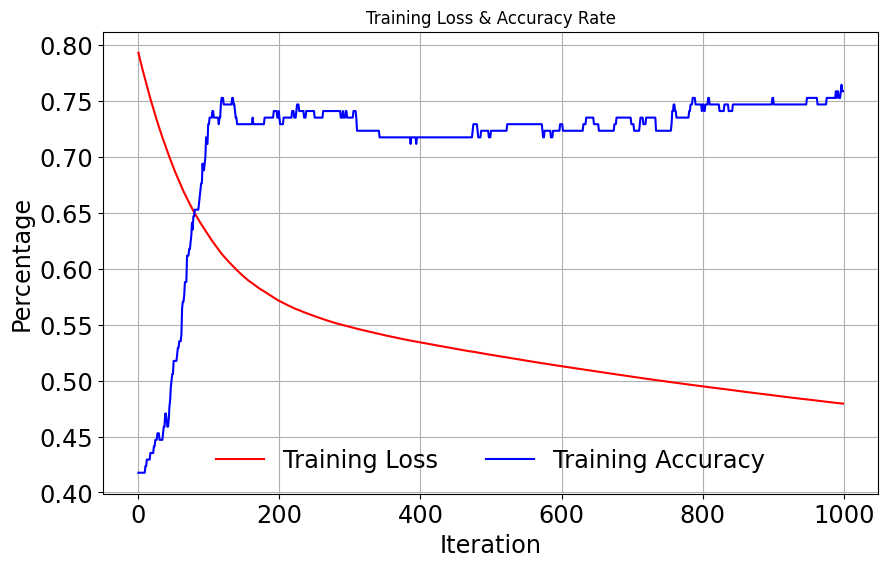 Training Loss & Accuracy Rate
0.80
0.75
0.70
0.65
0.60
0.55
0.50
0.45
0.40
Percentage
Training Loss
Training Accuracy
0 200 400 600 800 1000
Iteration